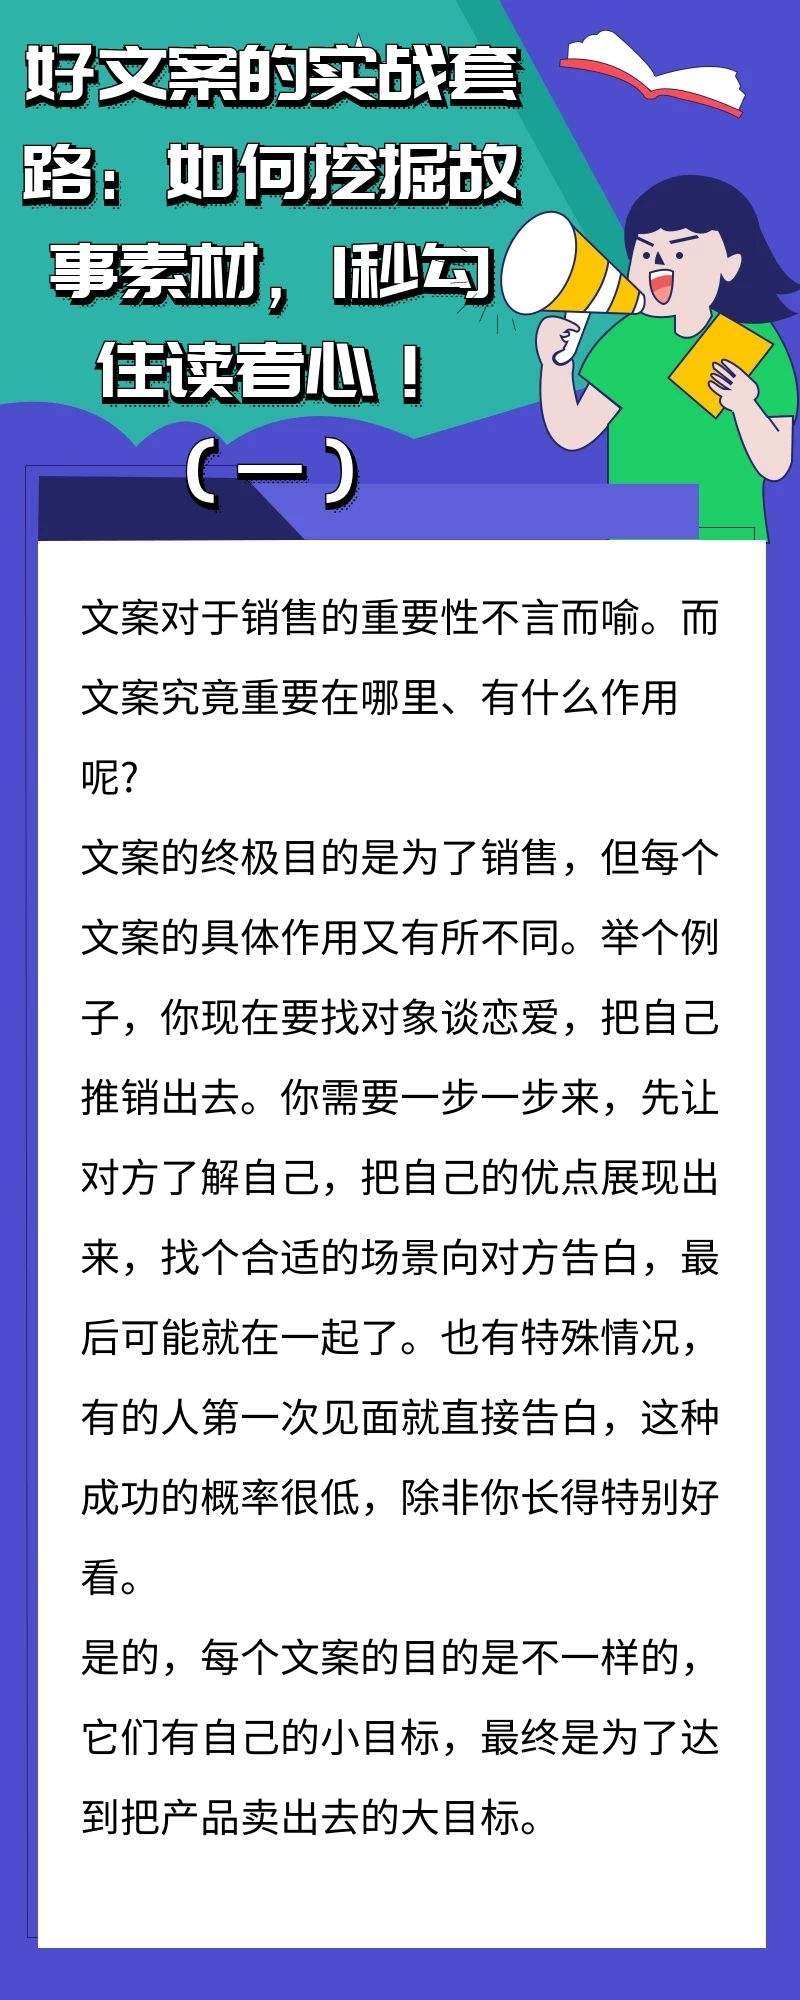 好文案的实战套
路：如何挖掘故
事素材，1秒勾
住读者心！
（一）
文案对于销售的重要性不言而喻。而
文案究竟重要在哪里、有什么作用
呢?
文案的终极目的是为了销售，但每个
文案的具体作用又有所不同。举个例
子，你现在要找对象谈恋爱，把自己
推销出去。你需要一步一步来，先让
对方了解自己，把自己的优点展现出
来，找个合适的场景向对方告白，最
后可能就在一起了。也有特殊情况，
有的人第一次见面就直接告白，这种
成功的概率很低，除非你长得特别好
看。
是的，每个文案的目的是不一样的，
它们有自己的小目标，最终是为了达
到把产品卖出去的大目标。